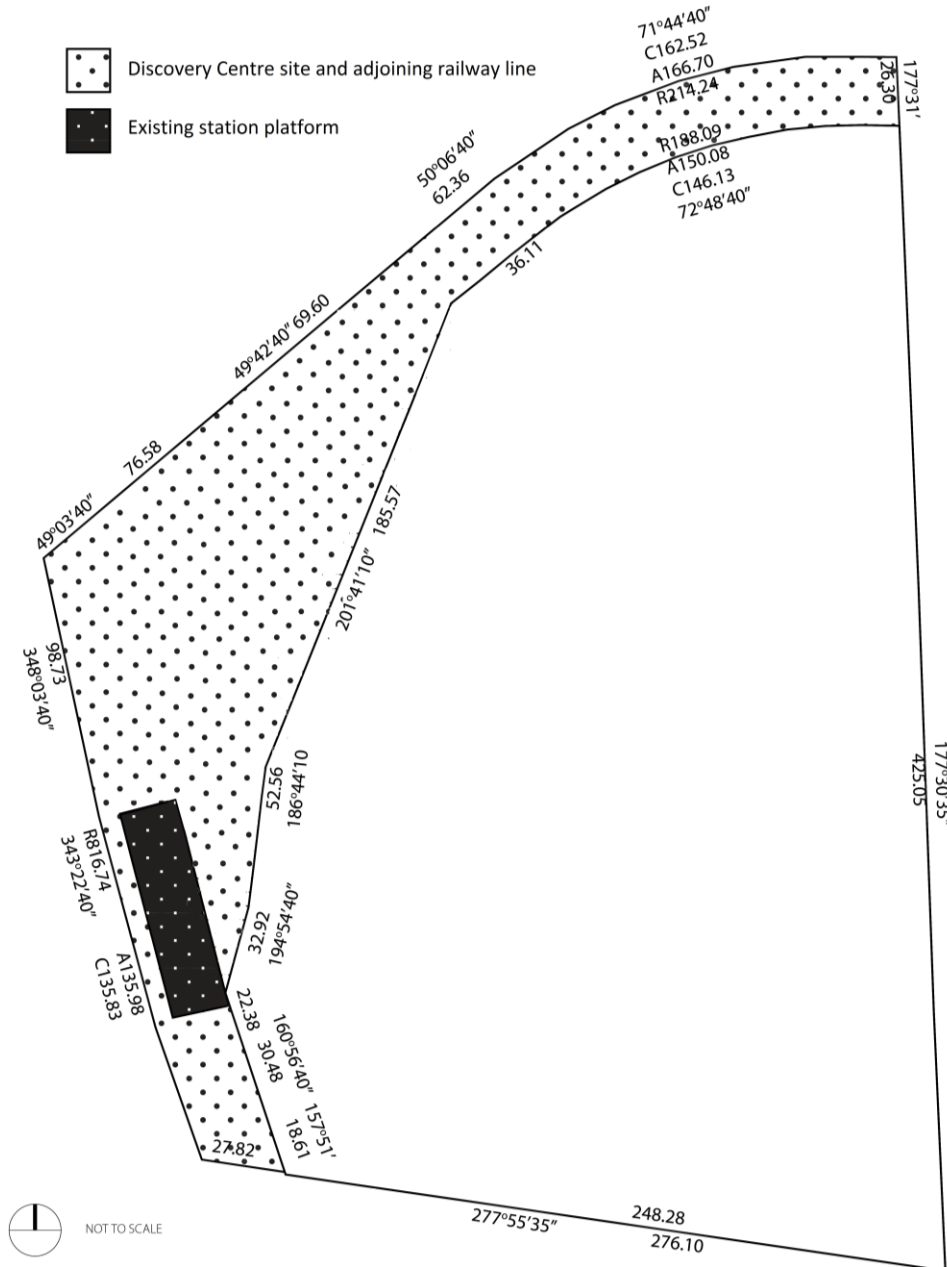 Discovery Centre site and adjoining railway line
Existing station platform
71°44'40"
C162.52
A166.70
R214.24
26.30
177°31'
R188.09
A150.08
C146.13
72°48'40"
50°06'40"
62.36
36.11
49°42'40" 69.60
76.58
49°03'40"
201°41'10" 185.57
98.73
348°03'40"
52.56
186°44'10
177°30'35"
425.05
R816.74
343°22'40"
32.92
194°54'40"
A135.98
C135.83
22.38 30.48 18.61
160°56'40" 157°51'
27.82
277°55'35"
248.28
276.10
NOT TO SCALE